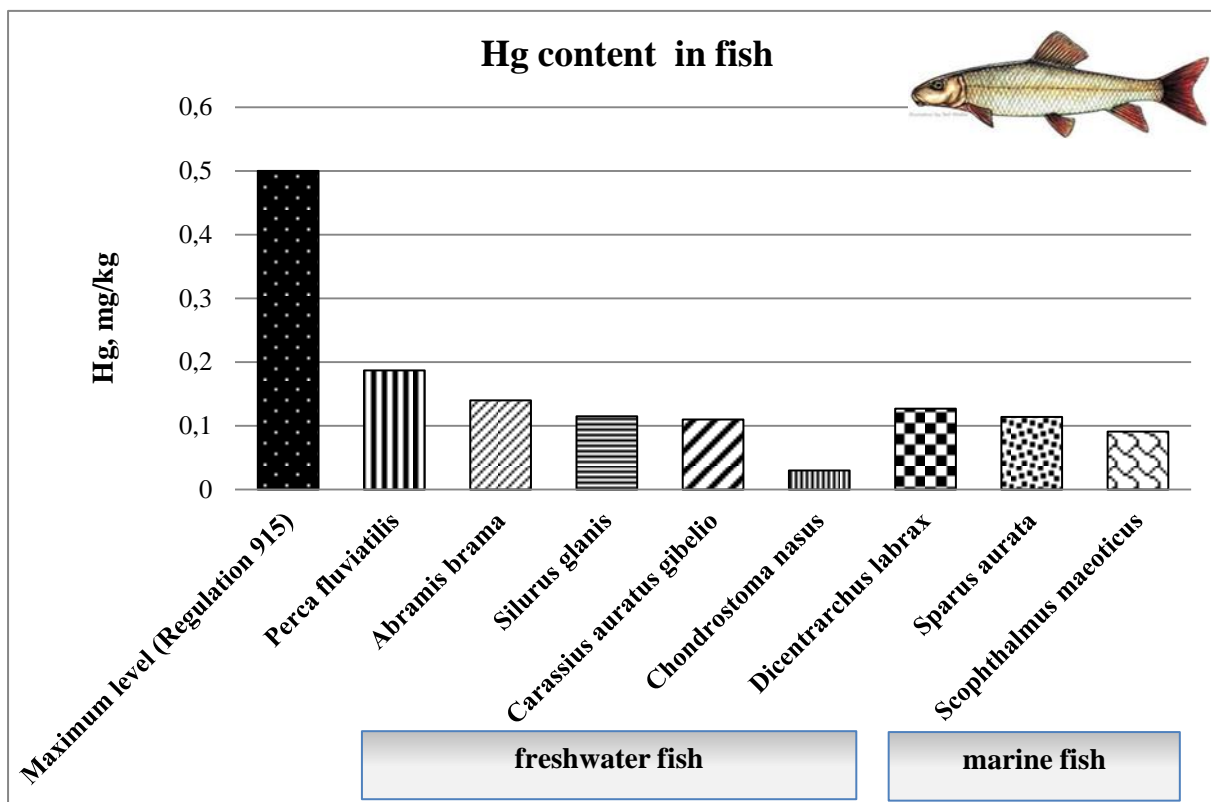 Hg content in fish
Hg, mg/kg
0,6
0,5
0,4
0,3
0,2
0,1
0
Maximum level (Regulation 915)
Perca fluviatilis
Abramis brama
Silurus glanis
Carassius auratus gibelio
Chondrostoma nasus
Dicentrarchus labrax
Sparus aurata
Scophthalmus maeoticus
freshwater fish
marine fish